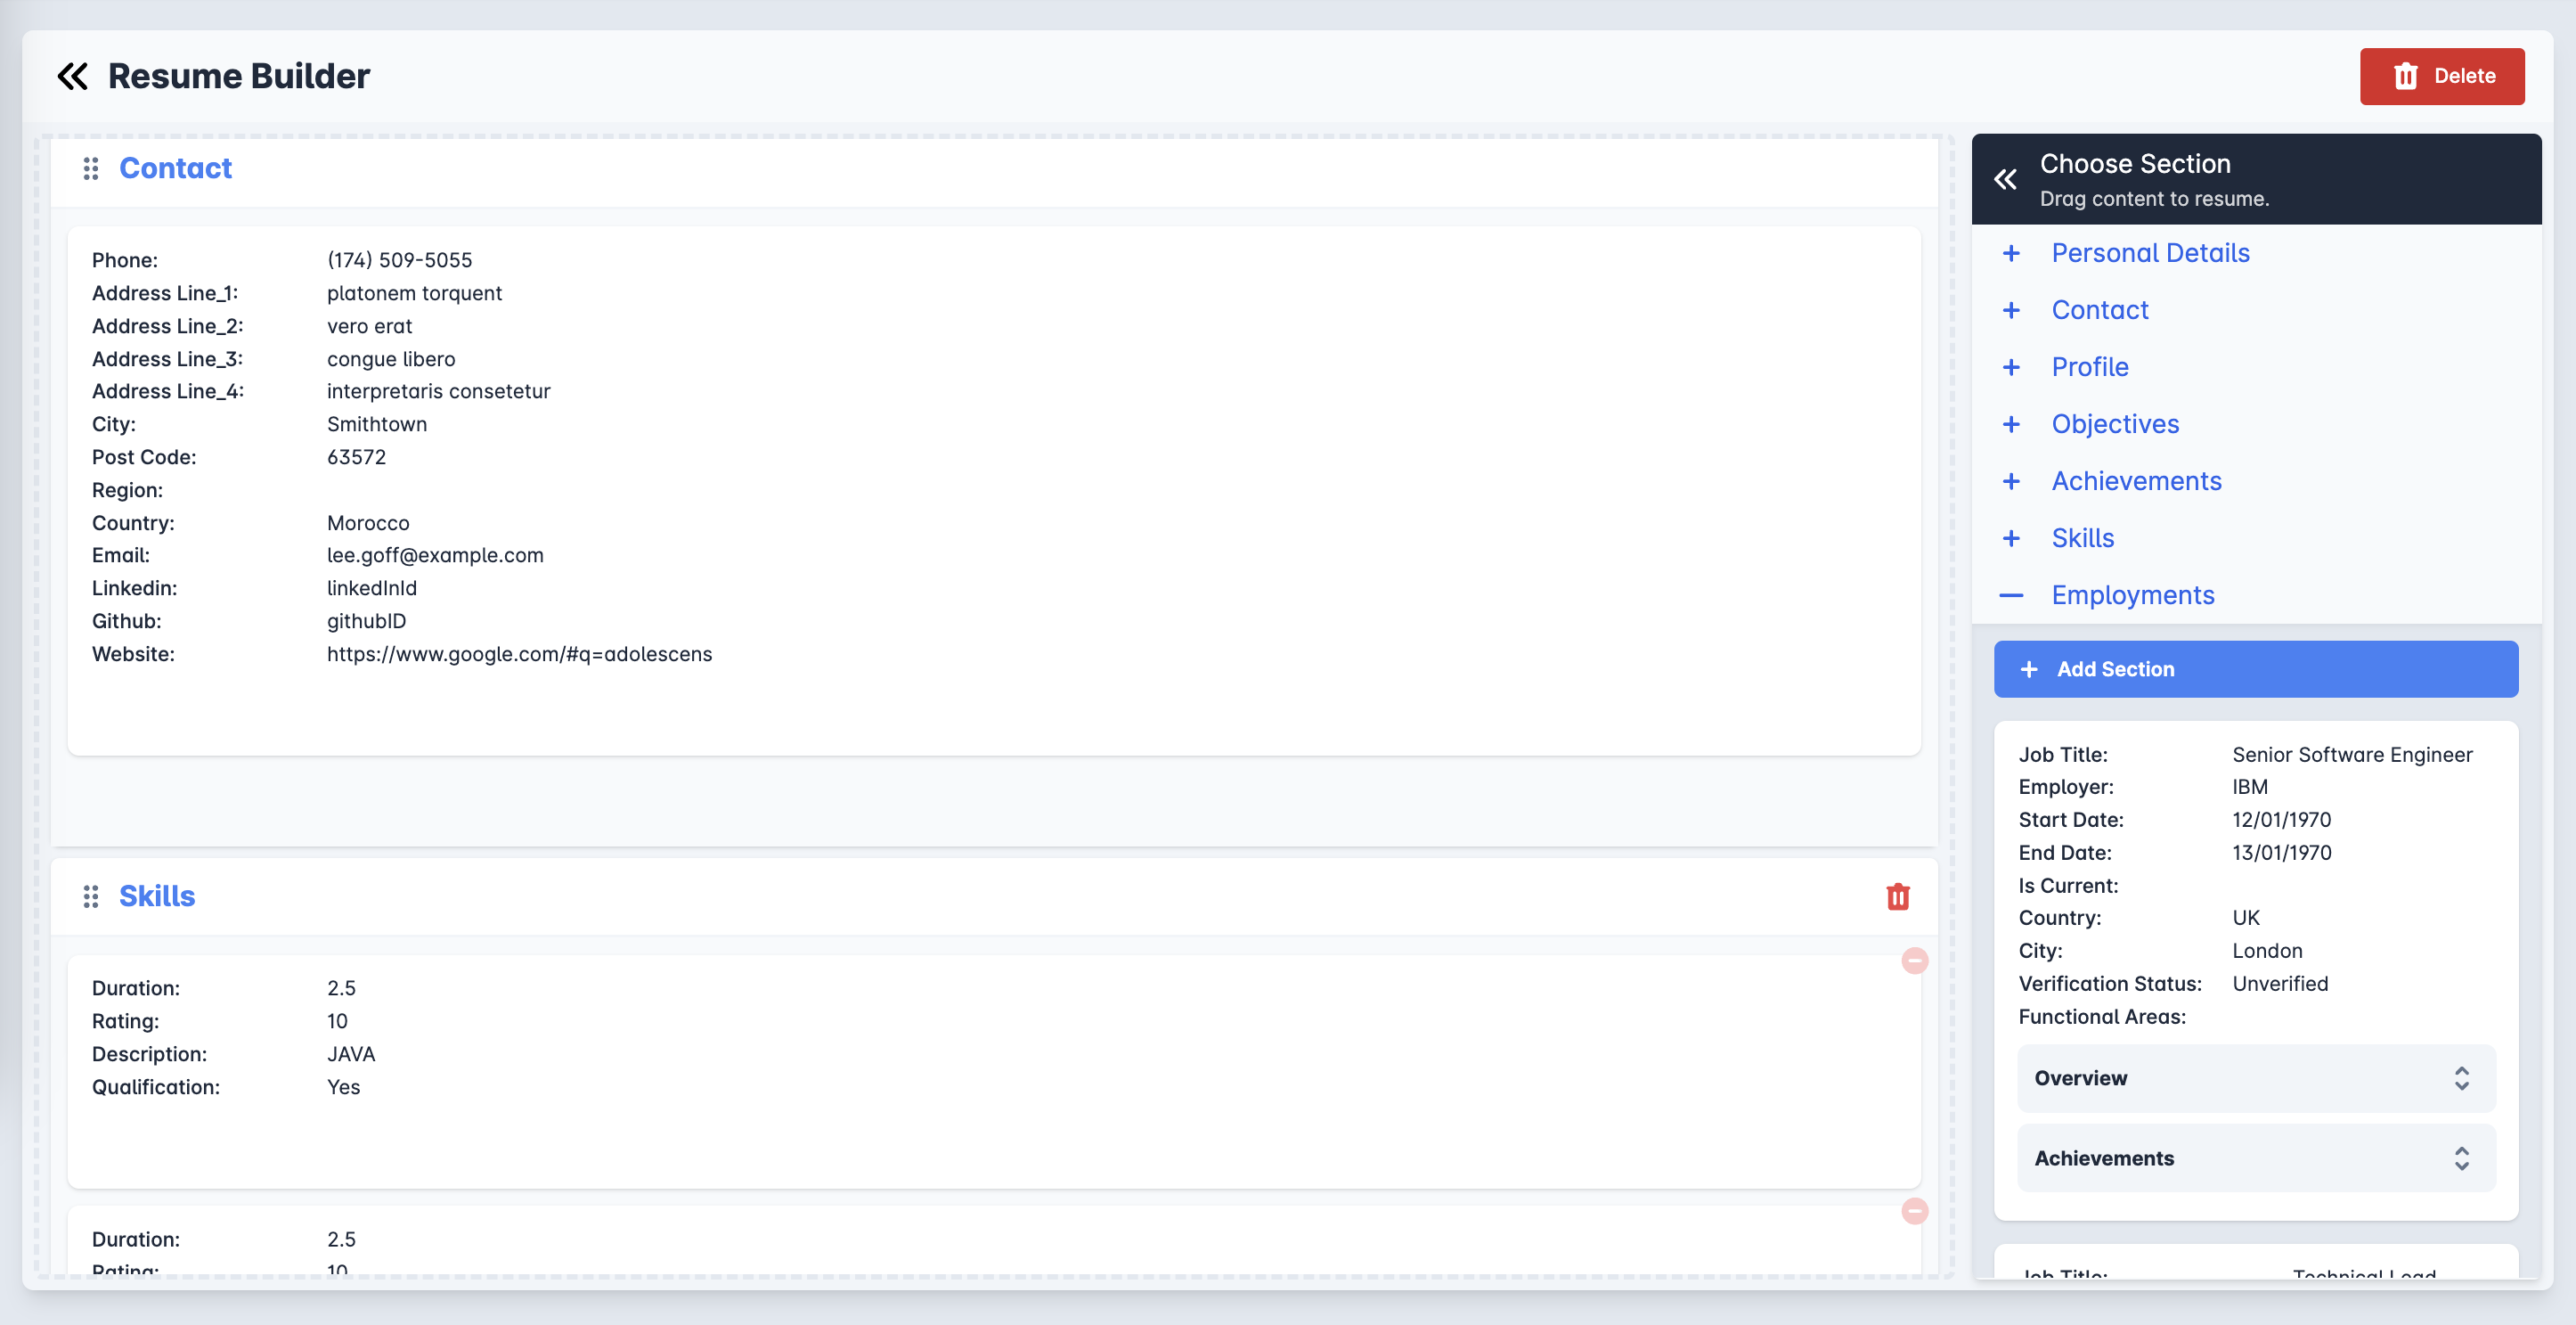 Resume Builder
Delete
Contact
Phone: (174) 509-5055
Address Line_1: platonem torquent
Address Line_2: vero erat
Address Line_3: congue libero
Address Line_4: interpretaris consetetur
City: Smithtown
Post Code: 63572
Region:
Country: Morocco
Email: lee.goff@example.com
Linkedin: linkedInId
Github: githubID
Website: https://www.google.com/#q=adolescens
Skills
Duration: 2.5
Rating: 10
Description: JAVA
Qualification: Yes
Duration: 2.5
Rating: 10
Choose Section
Drag content to resume.
+ Personal Details
+ Contact
+ Profile
+ Objectives
+ Achievements
+ Skills
— Employments
+ Add Section
Job Title: Senior Software Engineer
Employer: IBM
Start Date: 12/01/1970
End Date: 13/01/1970
Is Current:
Country: UK
City: London
Verification Status: Unverified
Functional Areas:
Overview
Achievements
Job Title: Technical Lead